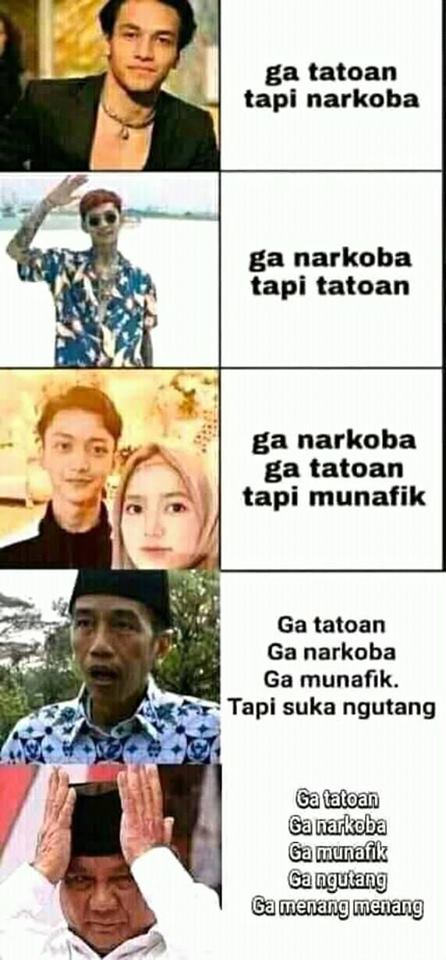 ga tatoan
tapi narkoba
ga narkoba
tapi tatoan
ga narkoba
ga tatoan
tapi munafik
Ga tatoan
Ga narkoba
Ga munafik.
Tapi suka ngutang
Ga tatoan
Ga narkoba
Ga munafik
Ga ngutang
Ga menang menang